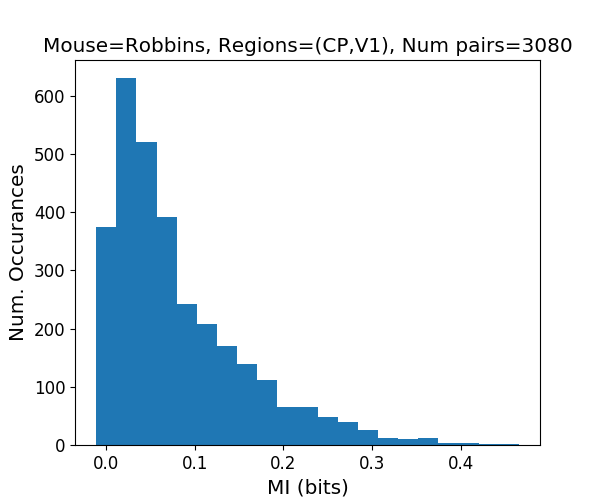 Mouse=Robbins, Regions=(CP,V1), Num pairs=3080
Num. Occurances
600
500
400
300
200
100
0
0.0 0.1 0.2 0.3 0.4
MI (bits)